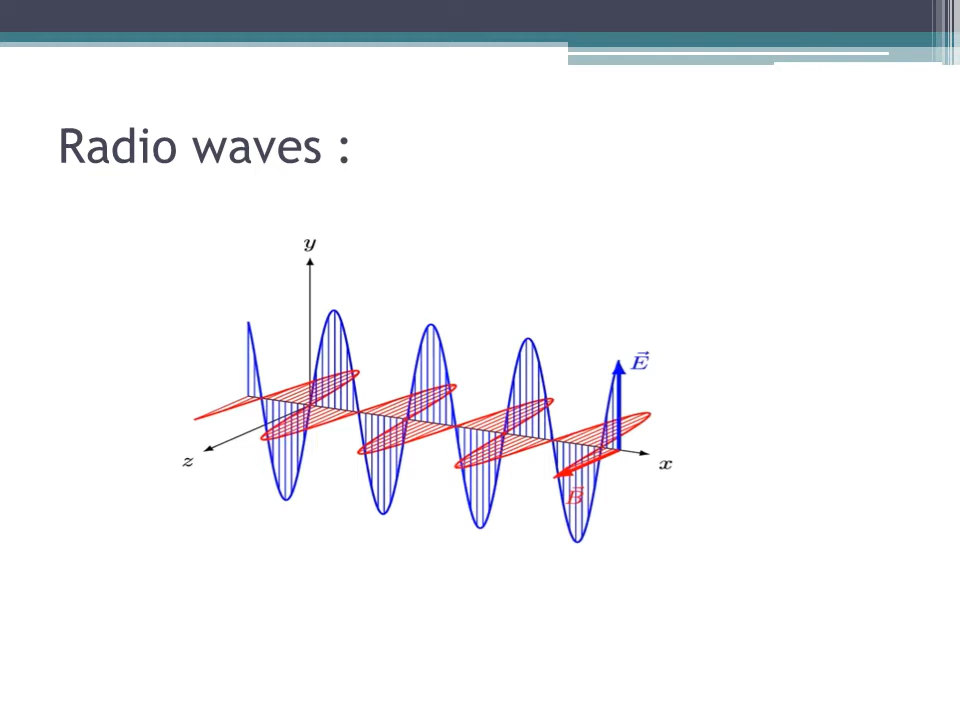 Radio waves :
y
E⃗
z
x
B⃗